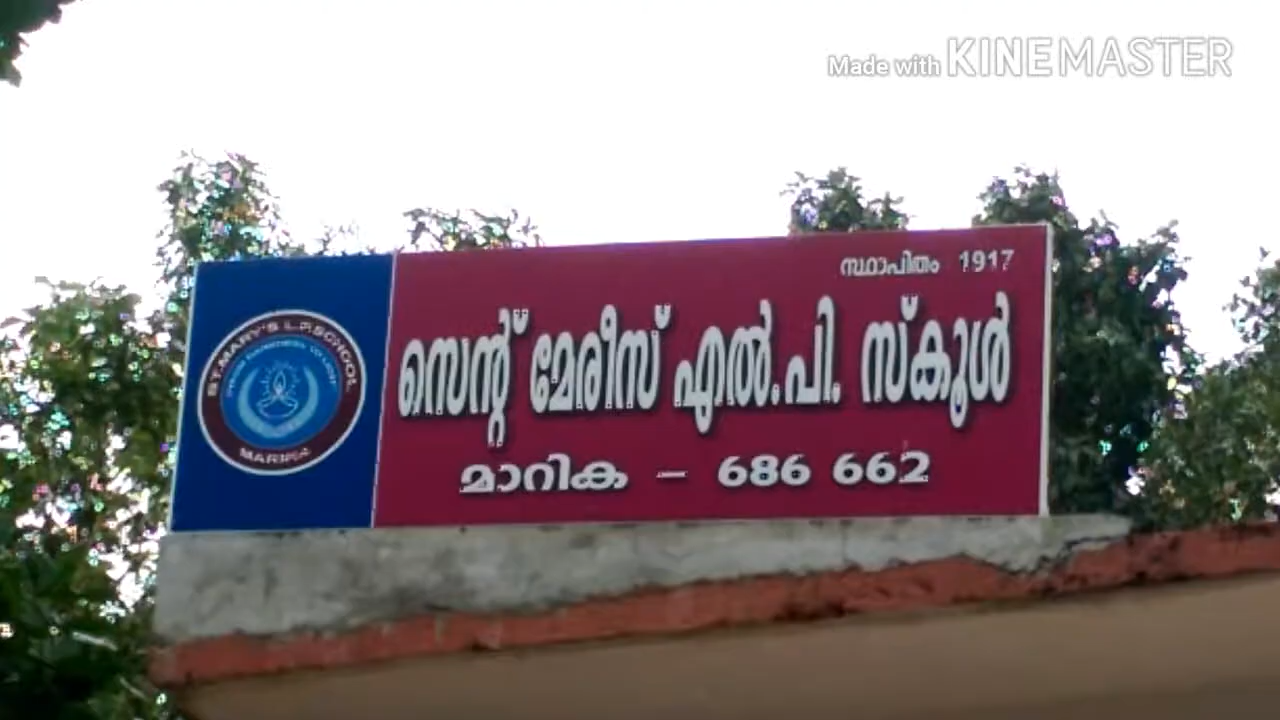 Made with KINEMASTER
സ്ഥാപിതം 1917
സെന്റ് മേരീസ് എൽ.പി. സ്കൂൾ
മാറിക – 686 662
ST.MARY'S L.P.SCHOOL
MARIKA